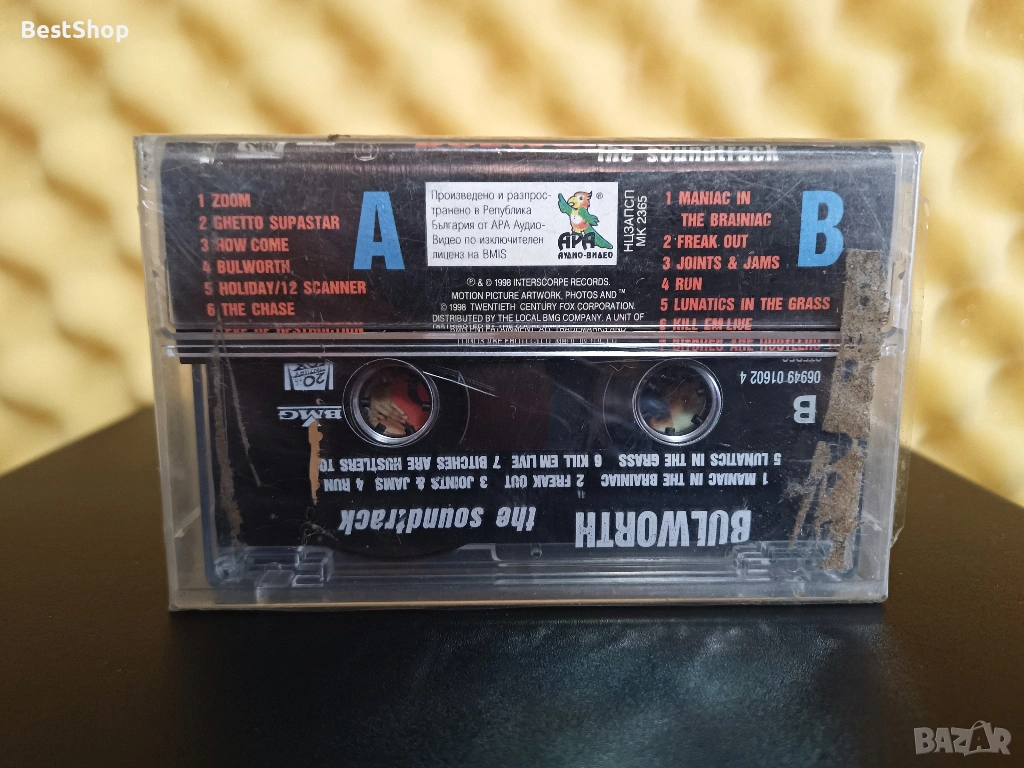 BestShop
the soundtrack
1 ZOOM
2 GHETTO SUPASTAR
3 HOW COME
4 BULWORTH
5 HOLIDAY/12 SCANNER
6 THE CHASE
A
Произведено и разпрос-
транено в Република
България от АРА Аудио-
Видео по изключителен
лиценз на BMIS
®
АРА
АУДИО-ВИДЕО
НЦЗАПСП
МК 2365
1 MANIAC IN
THE BRAINIAC
2 FREAK OUT
3 JOINTS & JAMS
4 RUN
5 LUNATICS IN THE GRASS
6 KILL EM LIVE
B
℗ & © 1998 INTERSCORPE RECORDS.
MOTION PICTURE ARTWORK, PHOTOS AND ™
© 1998 TWENTIETH CENTURY FOX CORPORATION.
DISTRIBUTED BY THE LOCAL BMG COMPANY, A UNIT OF
STEREO
06949 01602 4
B
20
BMG
1 MANIAC IN THE BRAINIAC 2 FREAK OUT 3 JOINTS & JAMS 4 RUN
5 LUNATICS IN THE GRASS 6 KILL EM LIVE 7 BITCHES ARE HUSTLERS TO
BULWORTH the soundtrack
BAZAR